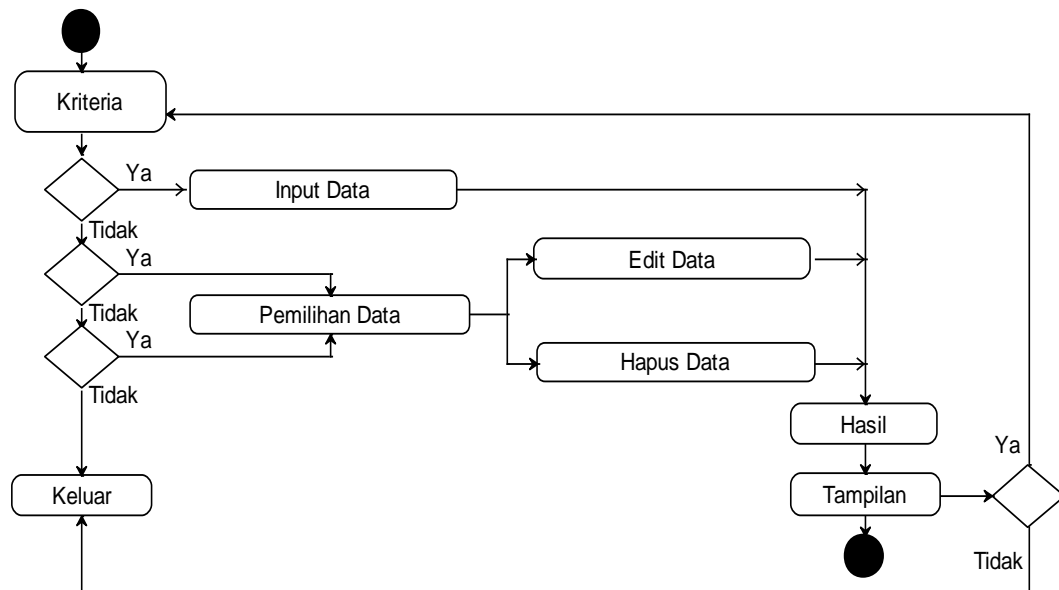 Kriteria
Ya
Input Data
Tidak
Ya
Edit Data
Pemilihan Data
Tidak
Ya
Hapus Data
Tidak
Hasil
Ya
Keluar
Tampilan
Tidak